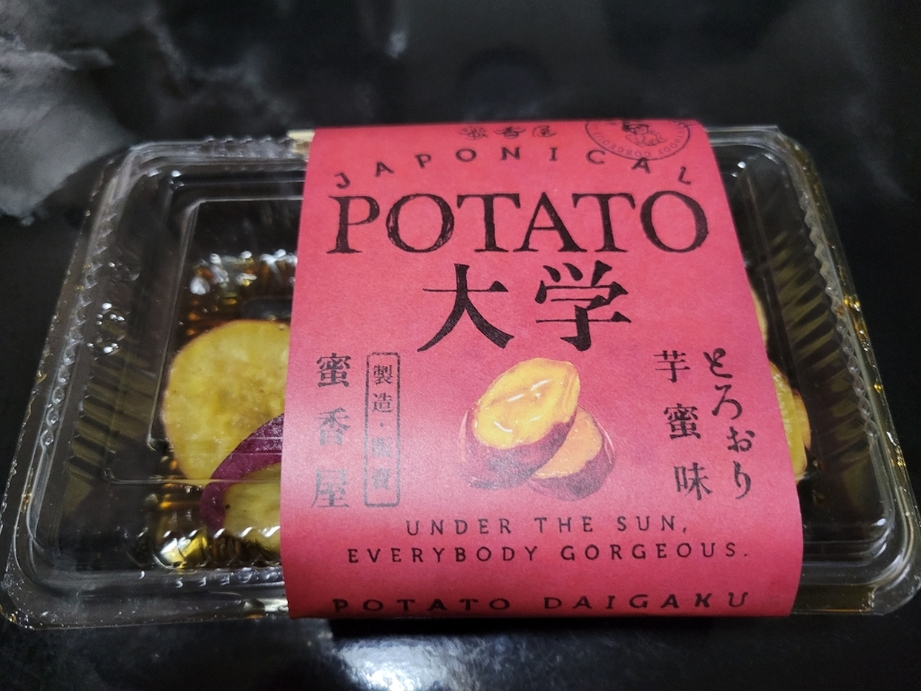 蜜香屋
JAPONICAL
POTATO
大学
とろおり
芋蜜味
製造・販売
蜜香屋
UNDER THE SUN,
EVERYBODY GORGEOUS.
POTATO DAIGAKU